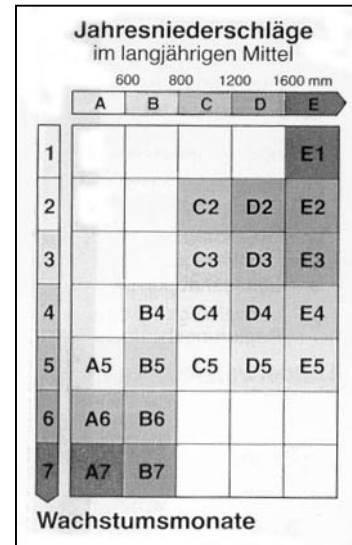 Jahresniederschläge
im langjährigen Mittel
600 800 1200 1600 mm
A B C D E
1 E1
2 C2 D2 E2
3 C3 D3 E3
4 B4 C4 D4 E4
5 A5 B5 C5 D5 E5
6 A6 B6
7 A7 B7
Wachstumsmonate